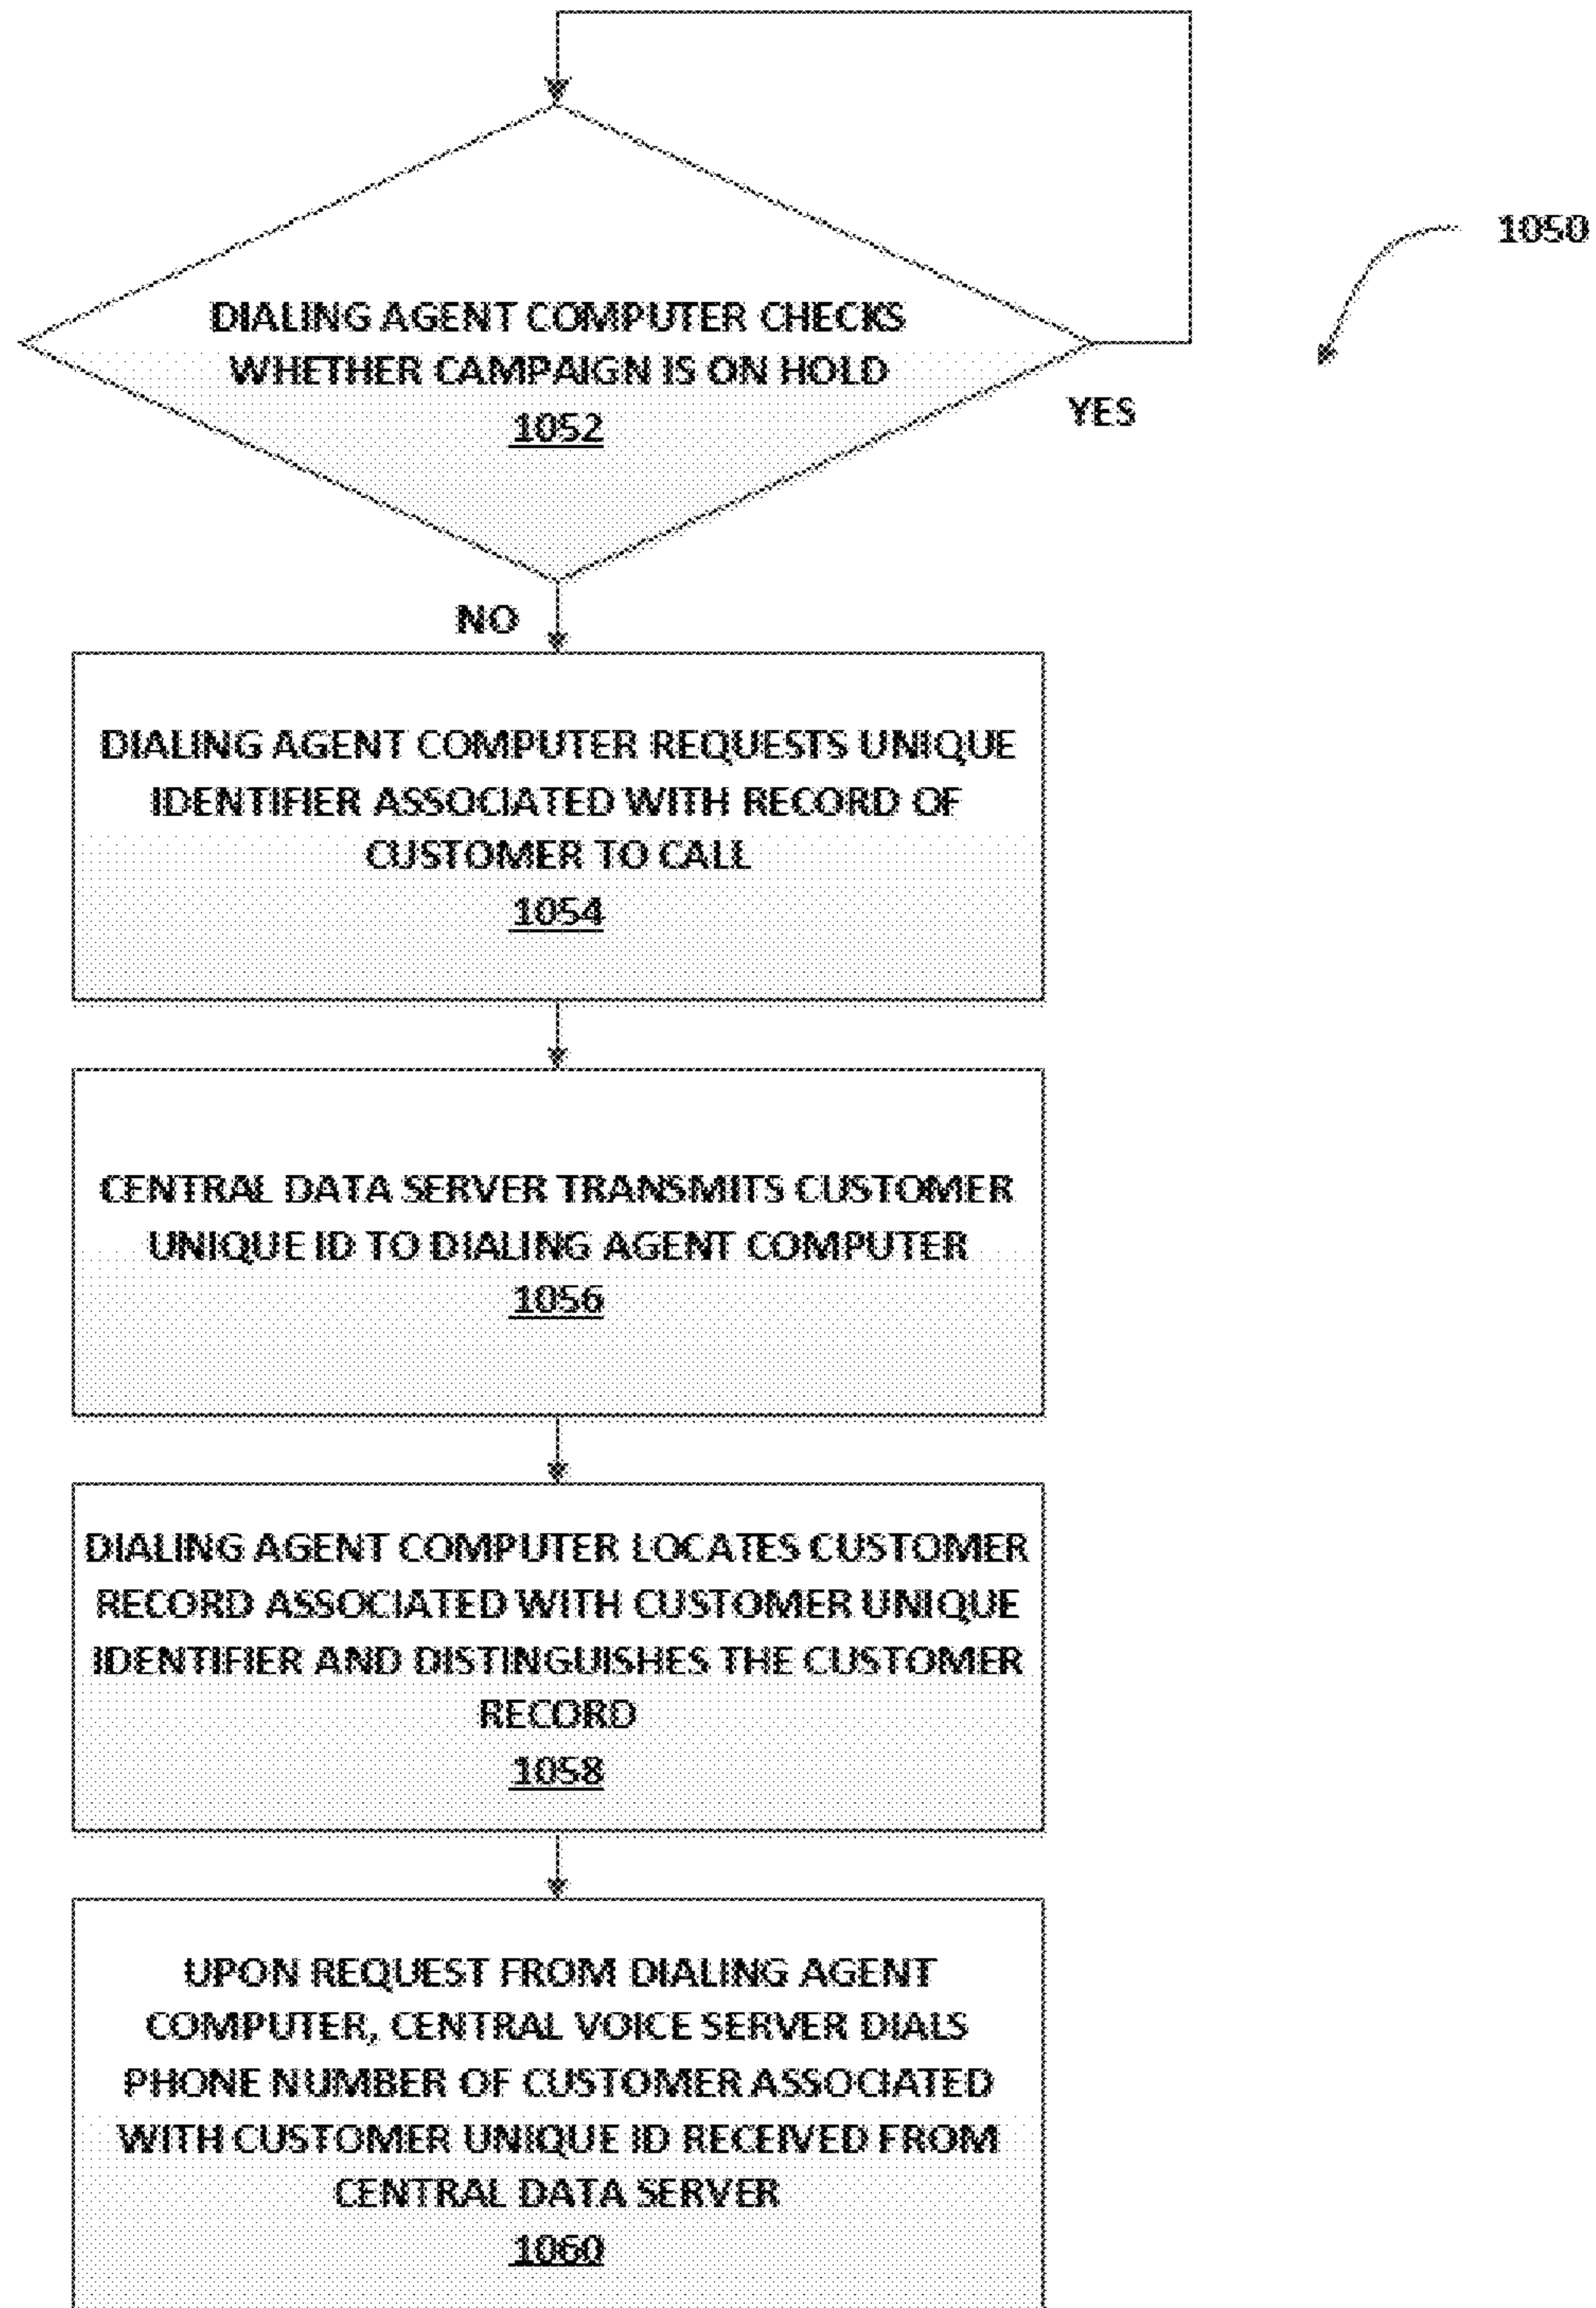 1050
DIALING AGENT COMPUTER CHECKS
WHETHER CAMPAIGN IS ON HOLD
1052
YES
NO
DIALING AGENT COMPUTER REQUESTS UNIQUE
IDENTIFIER ASSOCIATED WITH RECORD OF
CUSTOMER TO CALL
1054
CENTRAL DATA SERVER TRANSMITS CUSTOMER
UNIQUE ID TO DIALING AGENT COMPUTER
1056
DIALING AGENT COMPUTER LOCATES CUSTOMER
RECORD ASSOCIATED WITH CUSTOMER UNIQUE
IDENTIFIER AND DISTINGUISHES THE CUSTOMER
RECORD
1058
UPON REQUEST FROM DIALING AGENT
COMPUTER, CENTRAL VOICE SERVER DIALS
PHONE NUMBER OF CUSTOMER ASSOCIATED
WITH CUSTOMER UNIQUE ID RECEIVED FROM
CENTRAL DATA SERVER
1060